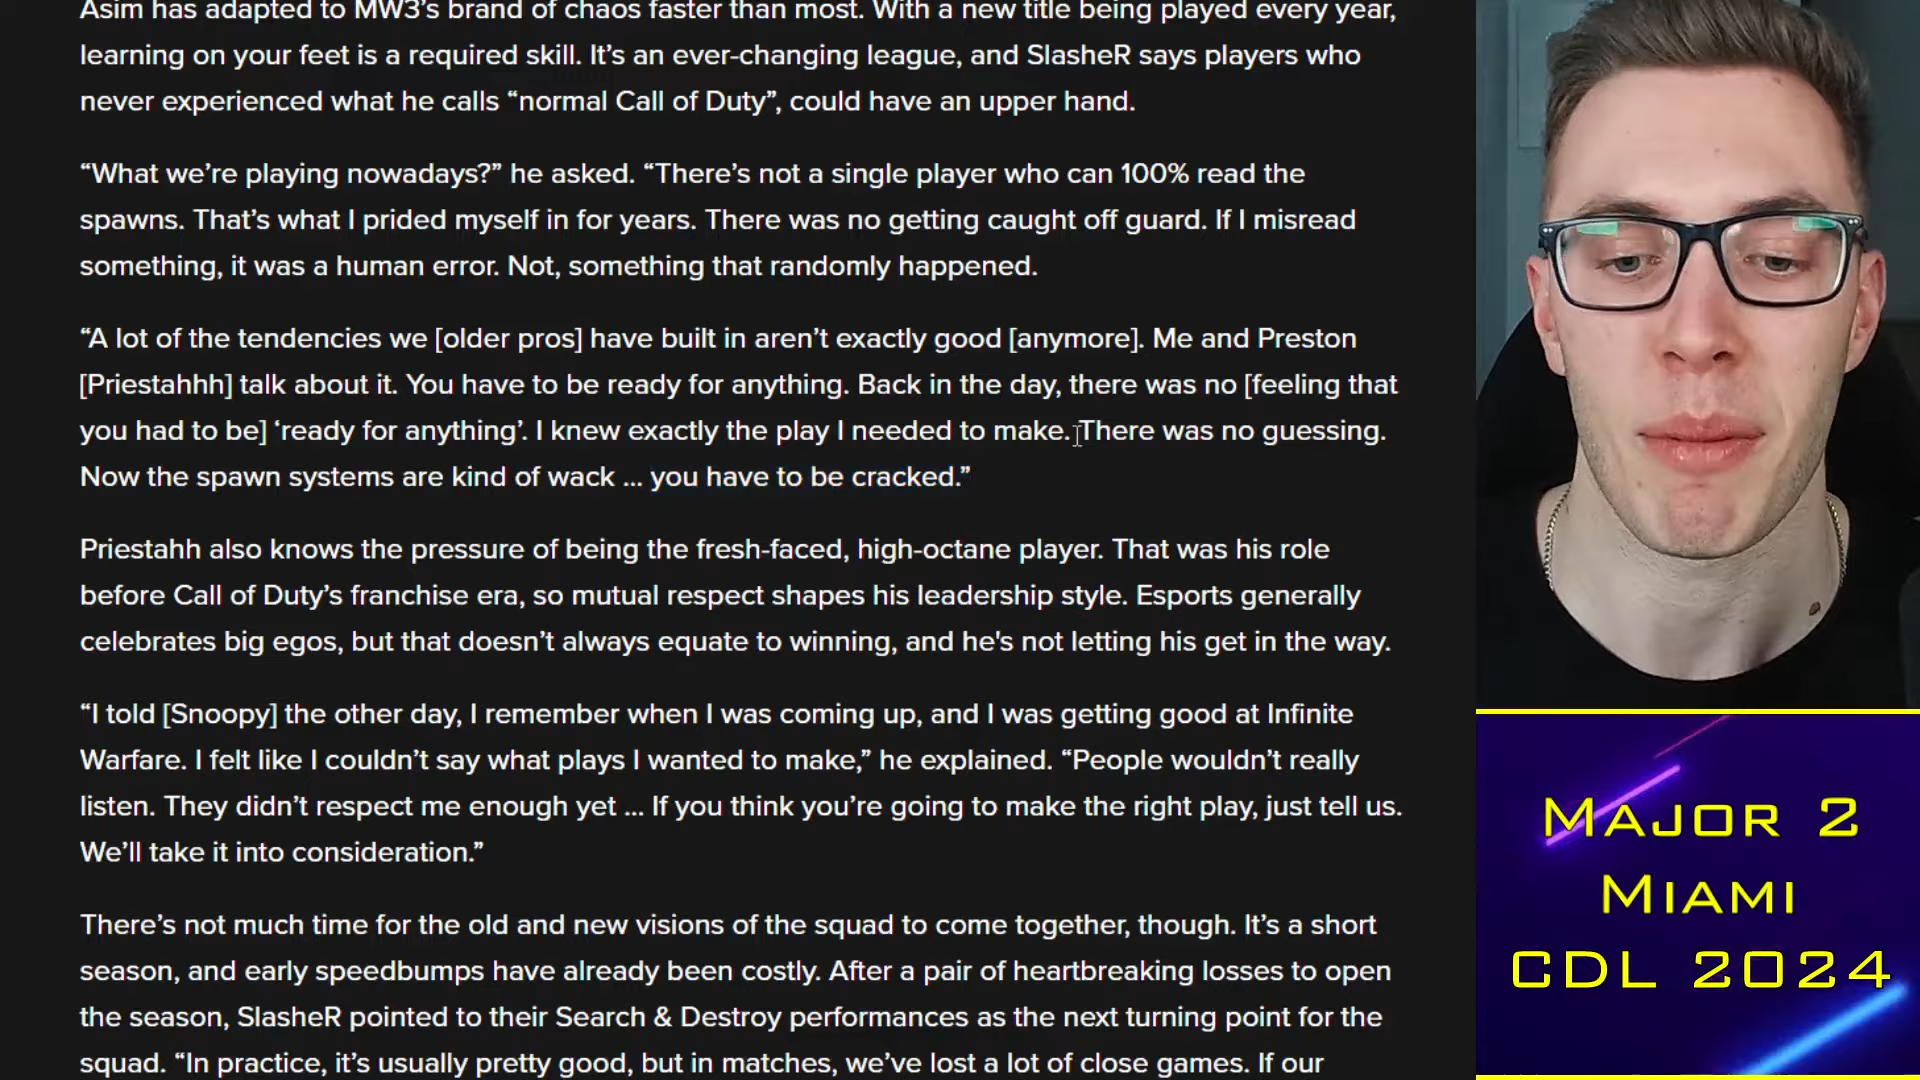 Asim has adapted to MW3’s brand of chaos faster than most. With a new title being played every year,
learning on your feet is a required skill. It’s an ever-changing league, and SlasheR says players who
never experienced what he calls “normal Call of Duty”, could have an upper hand.
“What we’re playing nowadays?” he asked. “There’s not a single player who can 100% read the
spawns. That’s what I prided myself in for years. There was no getting caught off guard. If I misread
something, it was a human error. Not, something that randomly happened.
“A lot of the tendencies we [older pros] have built in aren’t exactly good [anymore]. Me and Preston
[Priestahhh] talk about it. You have to be ready for anything. Back in the day, there was no [feeling that
you had to be] ‘ready for anything’. I knew exactly the play I needed to make. There was no guessing.
Now the spawn systems are kind of wack ... you have to be cracked.”
Priestahh also knows the pressure of being the fresh-faced, high-octane player. That was his role
before Call of Duty’s franchise era, so mutual respect shapes his leadership style. Esports generally
celebrates big egos, but that doesn’t always equate to winning, and he's not letting his get in the way.
“I told [Snoopy] the other day, I remember when I was coming up, and I was getting good at Infinite
Warfare. I felt like I couldn’t say what plays I wanted to make,” he explained. “People wouldn’t really
listen. They didn’t respect me enough yet ... If you think you’re going to make the right play, just tell us.
We’ll take it into consideration.”
There’s not much time for the old and new visions of the squad to come together, though. It’s a short
season, and early speedbumps have already been costly. After a pair of heartbreaking losses to open
the season, SlasheR pointed to their Search & Destroy performances as the next turning point for the
squad. “In practice, it’s usually pretty good, but in matches, we’ve lost a lot of close games. If our
MAJOR 2
MIAMI
CDL 2024